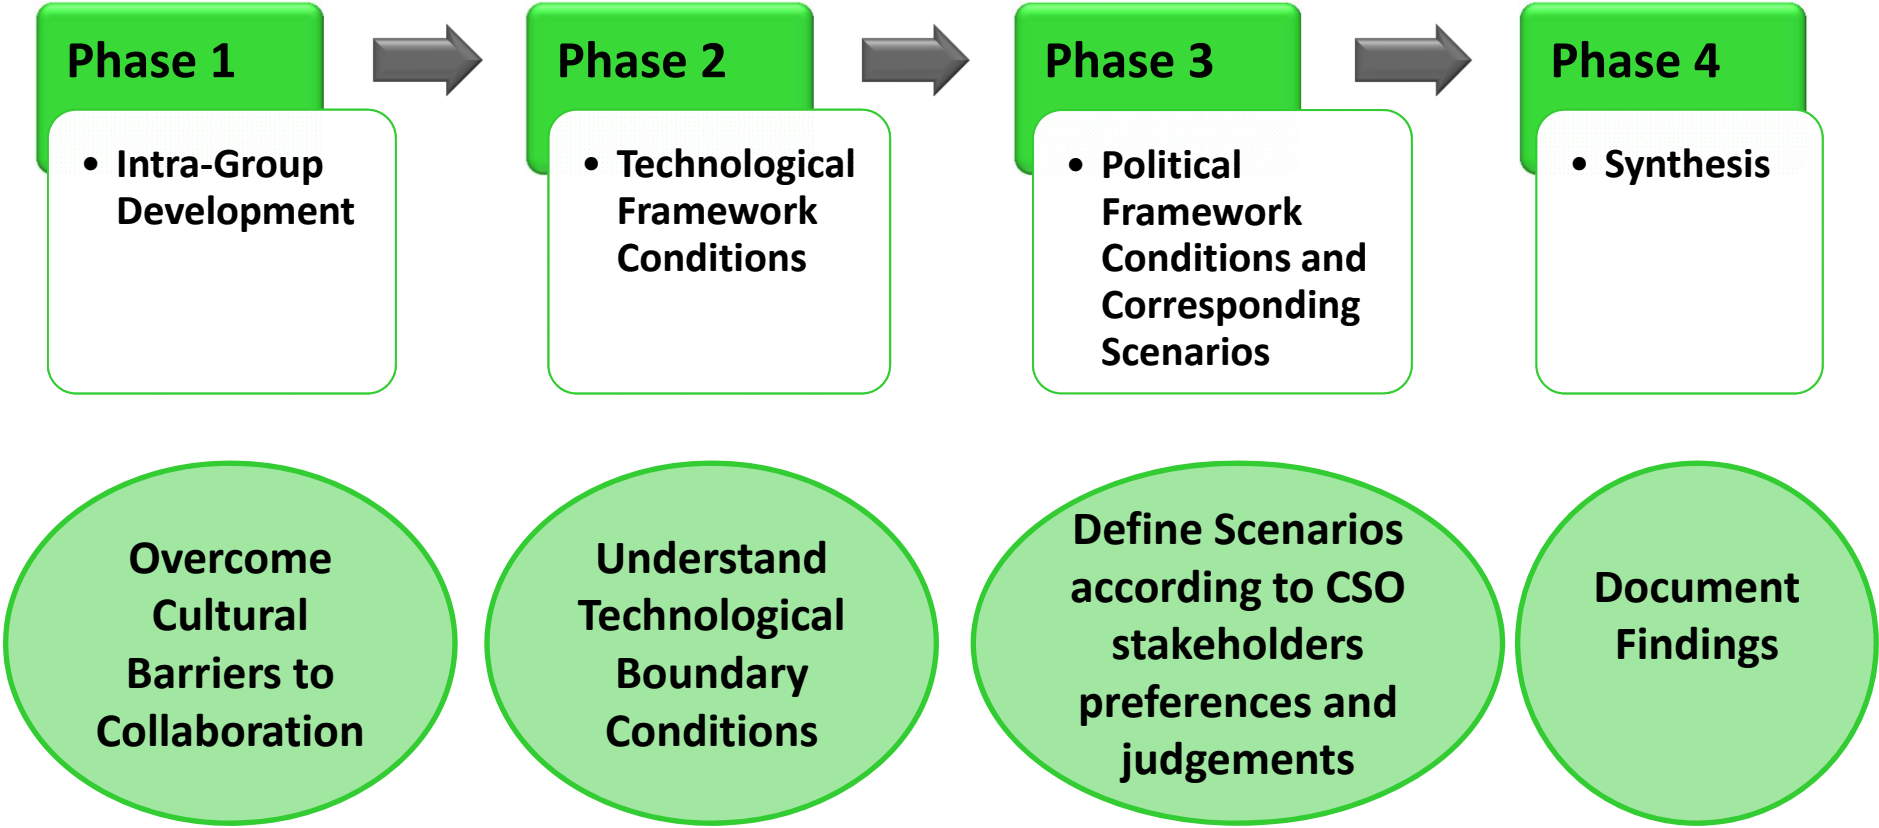 Phase 1
• Intra-Group
Development
Phase 2
• Technological
Framework
Conditions
Phase 3
• Political
Framework
Conditions and
Corresponding
Scenarios
Phase 4
• Synthesis
Overcome
Cultural
Barriers to
Collaboration
Understand
Technological
Boundary
Conditions
Define Scenarios
according to CSO
stakeholders
preferences and
judgements
Document
Findings